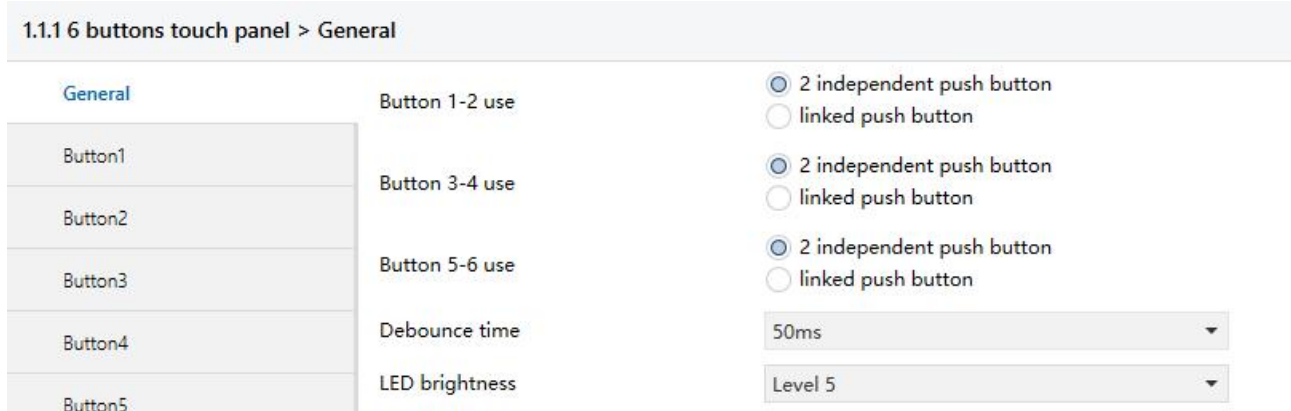 1.1.1 6 buttons touch panel > General
General
Button1
Button2
Button3
Button4
Button5
Button 1-2 use
2 independent push button
linked push button
Button 3-4 use
2 independent push button
linked push button
Button 5-6 use
2 independent push button
linked push button
Debounce time
50ms
LED brightness
Level 5